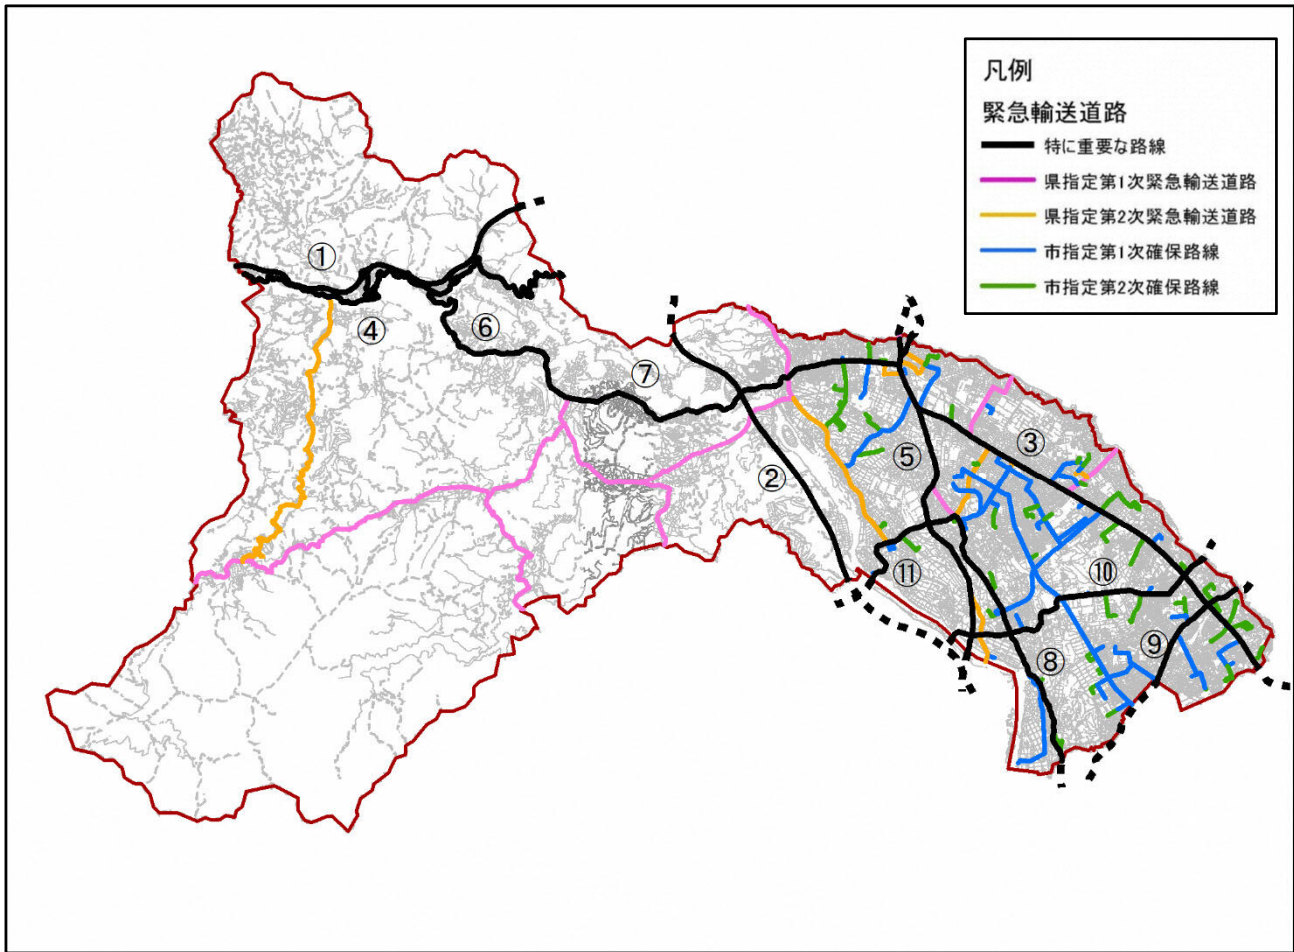 凡例
緊急輸送道路
特に重要な路線
県指定第1次緊急輸送道路
県指定第2次緊急輸送道路
市指定第1次確保路線
市指定第2次確保路線
①
④
⑥
⑦
②
⑤
③
⑪
⑩
⑧
⑨